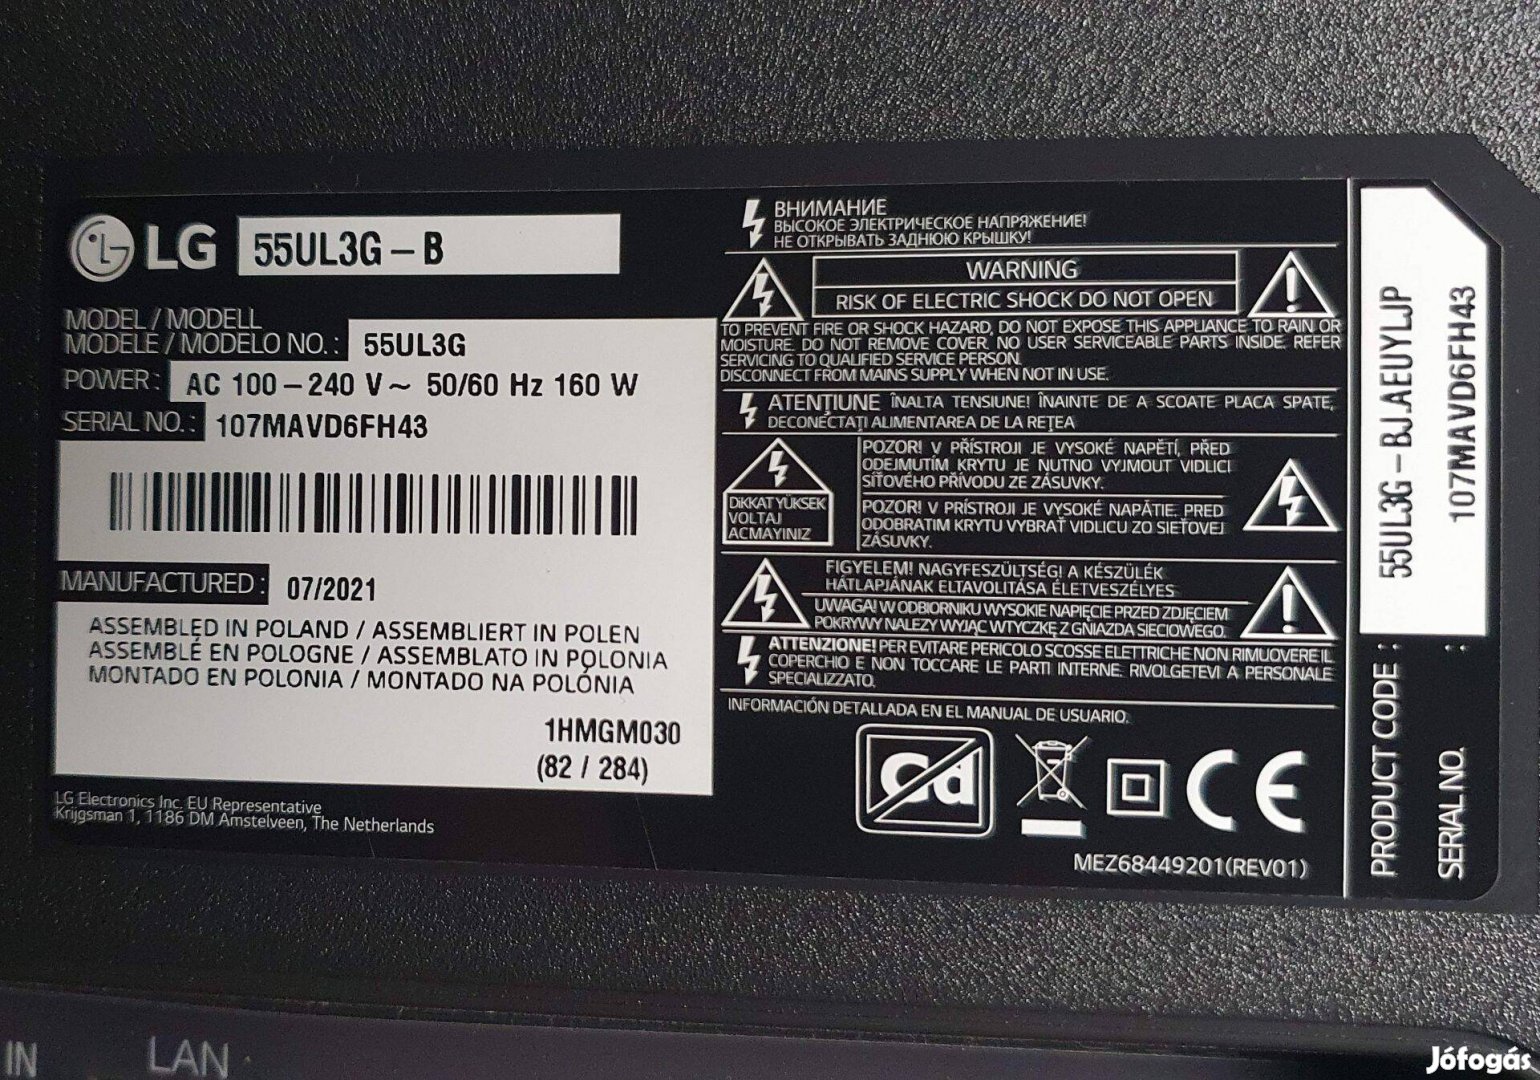 LG 55UL3G-B
MODEL / MODELL
MODELE / MODELO NO. : 55UL3G
POWER : AC 100-240 V~ 50/60 Hz 160 W
SERIAL NO. : 107MAVD6FH43
MANUFACTURED : 07/2021
ASSEMBLED IN POLAND / ASSEMBLIERT IN POLEN
ASSEMBLÉ EN POLOGNE / ASSEMBLATO IN POLONIA
MONTADO EN POLONIA / MONTADO NA POLÓNIA
1HMGM030
(82 / 284)
LG Electronics Inc. EU Representative
Krijgsman 1, 1186 DM Amstelveen, The Netherlands
ВНИМАНИЕ
ВЫСОКОЕ ЭЛЕКТРИЧЕСКОЕ НАПРЯЖЕНИЕ!
НЕ ОТКРЫВАТЬ ЗАДНЮЮ КРЫШКУ!
WARNING
RISK OF ELECTRIC SHOCK DO NOT OPEN
TO PREVENT FIRE OR SHOCK HAZARD, DO NOT EXPOSE THIS APPLIANCE TO RAIN OR
MOISTURE. DO NOT REMOVE COVER. NO USER SERVICEABLE PARTS INSIDE. REFER
SERVICING TO QUALIFIED SERVICE PERSON.
DISCONNECT FROM MAINS SUPPLY WHEN NOT IN USE.
ATENȚIUNE ÎNALTA TENSIUNE! ÎNAINTE DE A SCOATE PLACA SPATE,
DECONECTAȚI ALIMENTAREA DE LA REȚEA
DiKKAT YÜKSEK
VOLTAJ
ACMAYINIZ
POZOR! V PŘÍSTROJI JE VYSOKÉ NAPĚTÍ, PŘED
ODEJMUTÍM KRYTU JE NUTNO VYJMOUT VIDLICI
SÍŤOVÉHO PŘÍVODU ZE ZÁSUVKY.
POZOR! V PRÍSTROJI JE VYSOKÉ NAPÄTIE. PRED
ODOBRATIM KRYTU VYBRAŤ VIDLICU ZO SIEŤOVEJ
ZÁSUVKY.
FIGYELEM! NAGYFESZÜLTSÉG! A KÉSZÜLÉK
HÁTLAPJÁNAK ELTAVOLITÁSA ÉLETVESZÉLYES
UWAGA! W ODBIORNIKU WYSOKIE NAPIĘCIE PRZED ZDJĘCIEM
POKRYWY NALEŻY WYJĄĆ WTYCZKĘ Z GNIAZDA SIECIOWEGO.
ATTENZIONE! PER EVITARE PERICOLO SCOSSE ELETTRICHE NON RIMUOVERE IL
COPERCHIO E NON TOCCARE LE PARTI INTERNE. RIVOLGETEVI A PERSONALE
SPECIALIZZATO.
INFORMACIÓN DETALLADA EN EL MANUAL DE USUARIO.
Cd
CE
MEZ68449201(REV01)
PRODUCT CODE : 55UL3G-BJ.AEUYLJP
SERIAL NO. : 107MAVD6FH43
IN
LAN
Jófogás